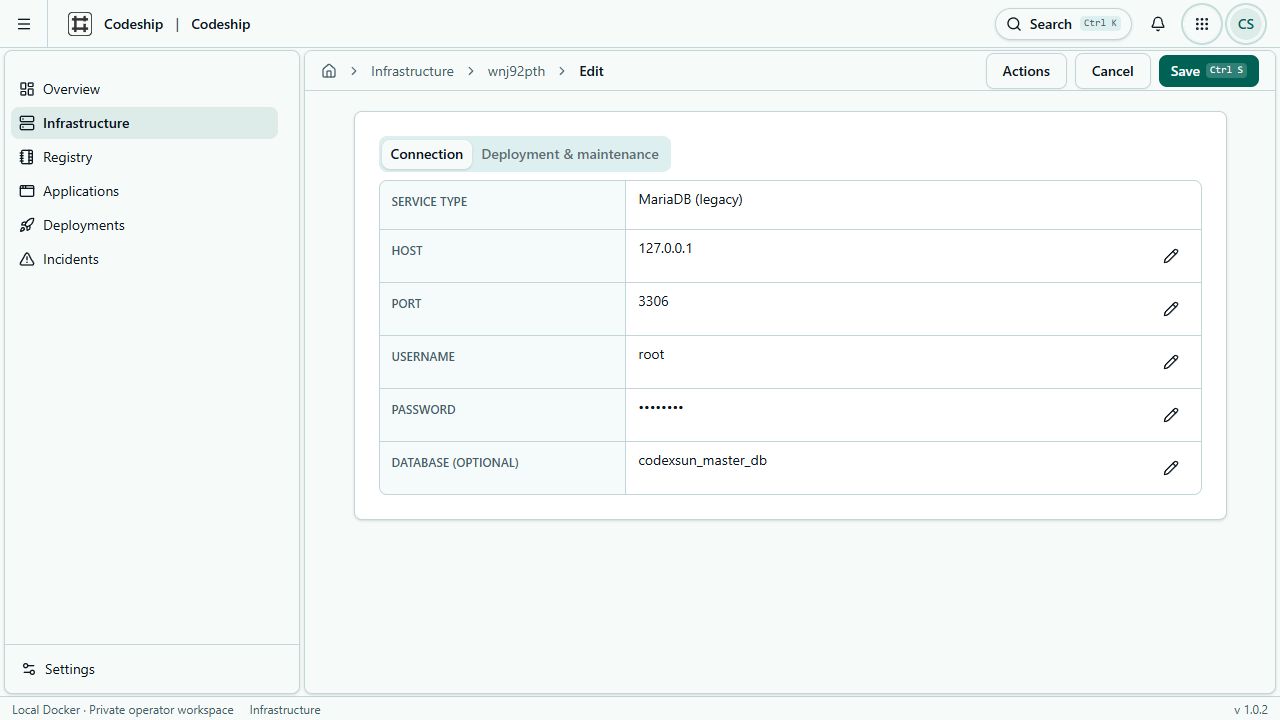 Codeship | Codeship
Search Ctrl K
CS
Overview
Infrastructure
Registry
Applications
Deployments
Incidents
Settings
Infrastructure
wnj92pth
Edit
Actions
Cancel
Save Ctrl S
Connection
Deployment & maintenance
SERVICE TYPE
MariaDB (legacy)
HOST
127.0.0.1
PORT
3306
USERNAME
root
PASSWORD
••••••••
DATABASE (OPTIONAL)
codexsun_master_db
Local Docker · Private operator workspace
Infrastructure
v 1.0.2